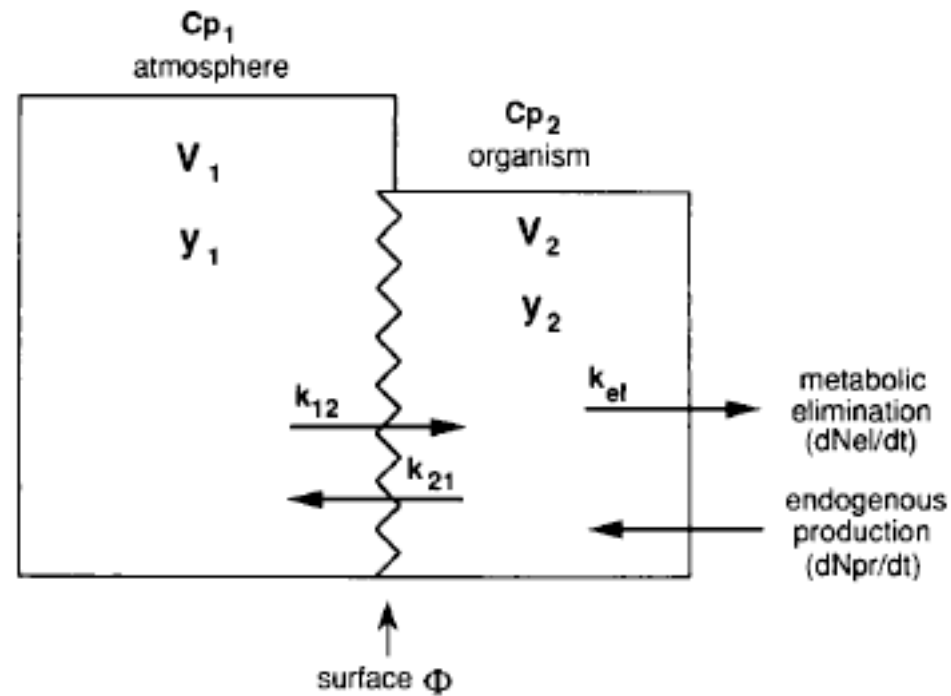 Cp₁
atmosphere
Cp₂
organism
V₁
y₁
V₂
y₂
k₁₂
k₂₁
kₑₗ
metabolic
elimination
(dNel/dt)
endogenous
production
(dNpr/dt)
surface Φ